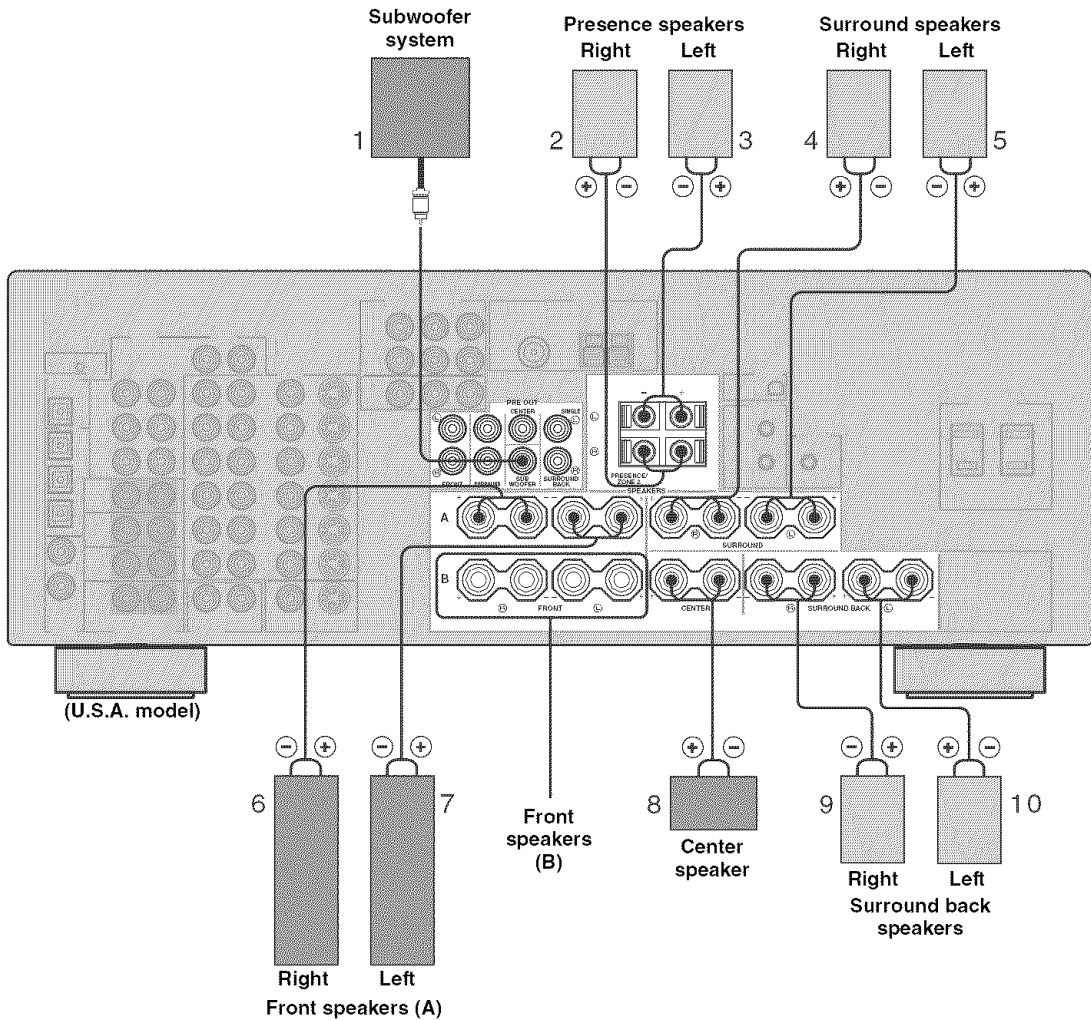 Subwoofer
system
Presence speakers
Right Left
Surround speakers
Right Left
1
2
3
4
5
+ − − + + − − +
PRE OUT
CENTER
SINGLE
L
L
R
R
FRONT
SURROUND
SUB
WOOFER
SURROUND
BACK
− +
L
R
PRESENCE/
ZONE 2
SPEAKERS
A
R
L
SURROUND
B
R FRONT L
CENTER
R SURROUND BACK L
(U.S.A. model)
− + − + + − − + + −
6
7
8
9
10
Front
speakers
(B)
Center
speaker
Right Left
Surround back
speakers
Right Left
Front speakers (A)